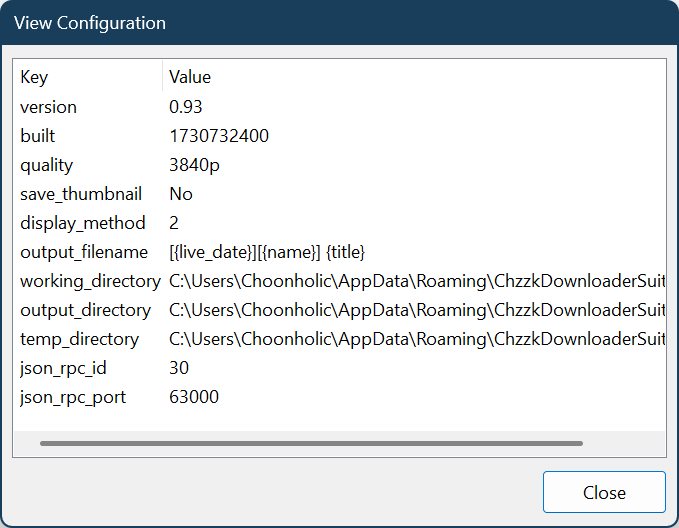 View Configuration
Key Value
version 0.93
built 1730732400
quality 3840p
save_thumbnail No
display_method 2
output_filename [{live_date}][{name}] {title}
working_directory C:\Users\Choonholic\AppData\Roaming\ChzzkDownloaderSuit
output_directory C:\Users\Choonholic\AppData\Roaming\ChzzkDownloaderSuit
temp_directory C:\Users\Choonholic\AppData\Roaming\ChzzkDownloaderSuit
json_rpc_id 30
json_rpc_port 63000
Close